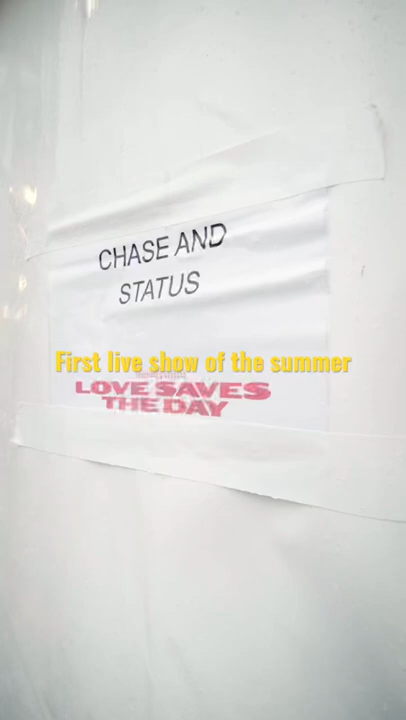 CHASE AND
STATUS
First live show of the summer
LOVE SAVES
THE DAY